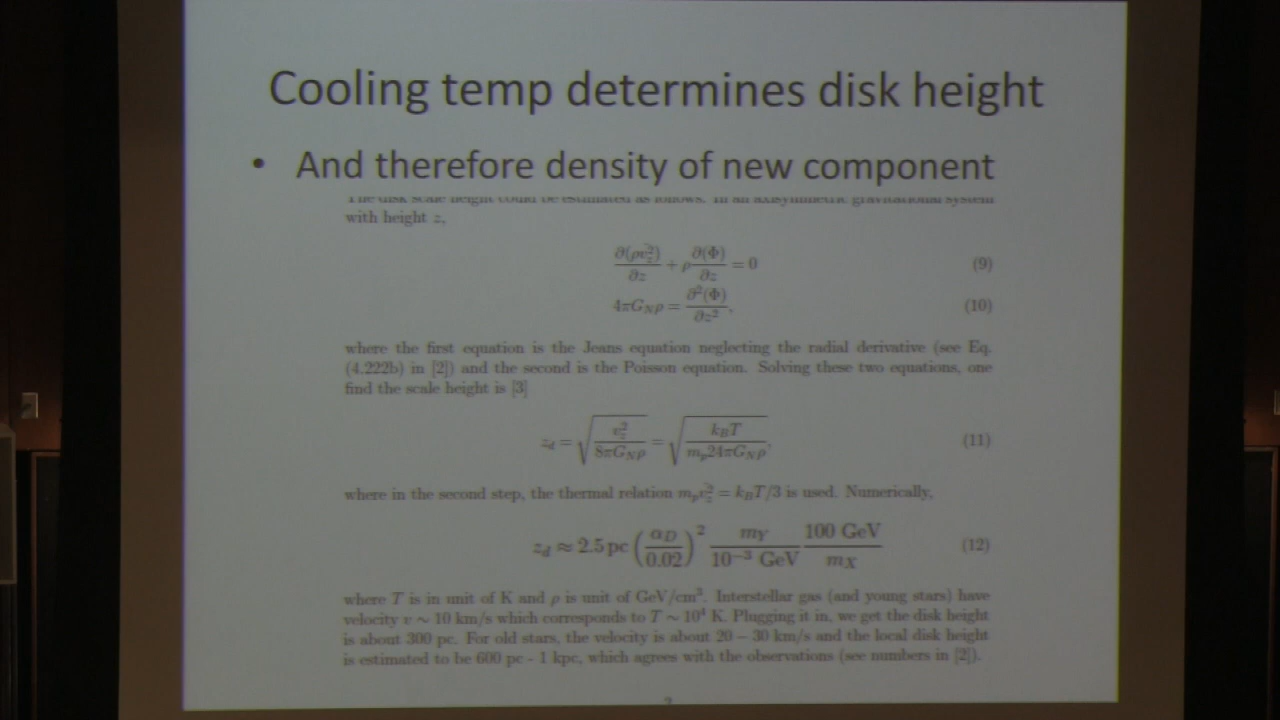 Cooling temp determines disk height
• And therefore density of new component
The disk scale height could be estimated as follows. In an axisymmetric gravitational system
with height z,
∂(ρv̄_z²)/∂z + ρ ∂(Φ)/∂z = 0 (9)
4πG_Nρ = ∂²(Φ)/∂z², (10)
where the first equation is the Jeans equation neglecting the radial derivative (see Eq.
(4.222b) in [2]) and the second is the Poisson equation. Solving these two equations, one
find the scale height is [3]
z_d = √(v̄_z²/8πG_Nρ) = √(k_BT/m_p24πG_Nρ), (11)
where in the second step, the thermal relation m_pv̄_z² = k_BT/3 is used. Numerically,
z_d ≈ 2.5 pc (α_D/0.02)² m_Y/10⁻³ GeV 100 GeV/m_X (12)
where T is in unit of K and ρ is unit of GeV/cm³. Interstellar gas (and young stars) have
velocity v ∼ 10 km/s which corresponds to T ∼ 10⁴ K. Plugging it in, we get the disk height
is about 300 pc. For old stars, the velocity is about 20 – 30 km/s and the local disk height
is estimated to be 600 pc - 1 kpc, which agrees with the observations (see numbers in [2]).